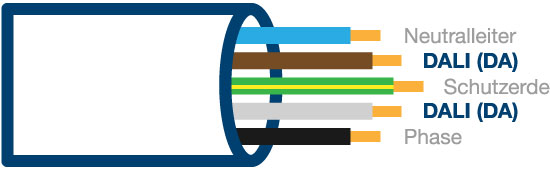 Neutralleiter
DALI (DA)
Schutzerde
DALI (DA)
Phase